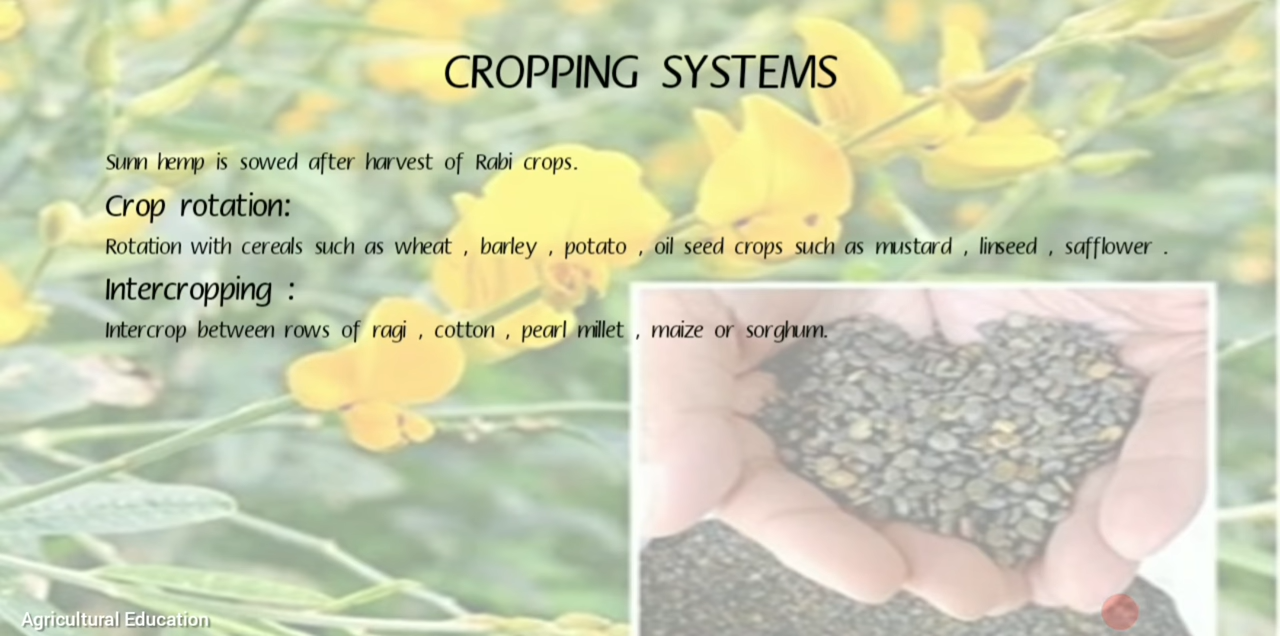 CROPPING SYSTEMS
Sunn hemp is sowed after harvest of Rabi crops.
Crop rotation:
Rotation with cereals such as wheat , barley , potato , oil seed crops such as mustard , linseed , safflower .
Intercropping :
Intercrop between rows of ragi , cotton , pearl millet , maize or sorghum.
Agricultural Education